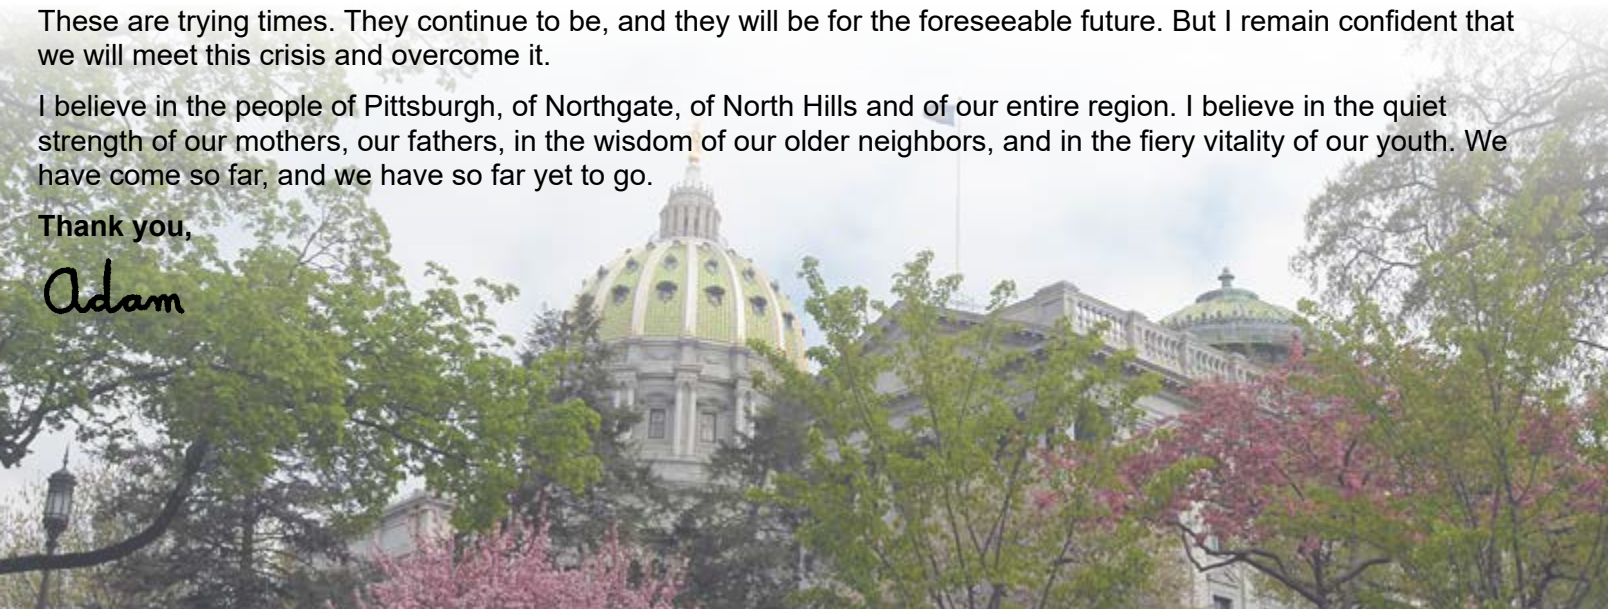 These are trying times. They continue to be, and they will be for the foreseeable future. But I remain confident that
we will meet this crisis and overcome it.
I believe in the people of Pittsburgh, of Northgate, of North Hills and of our entire region. I believe in the quiet
strength of our mothers, our fathers, in the wisdom of our older neighbors, and in the fiery vitality of our youth. We
have come so far, and we have so far yet to go.
Thank you,
Adam